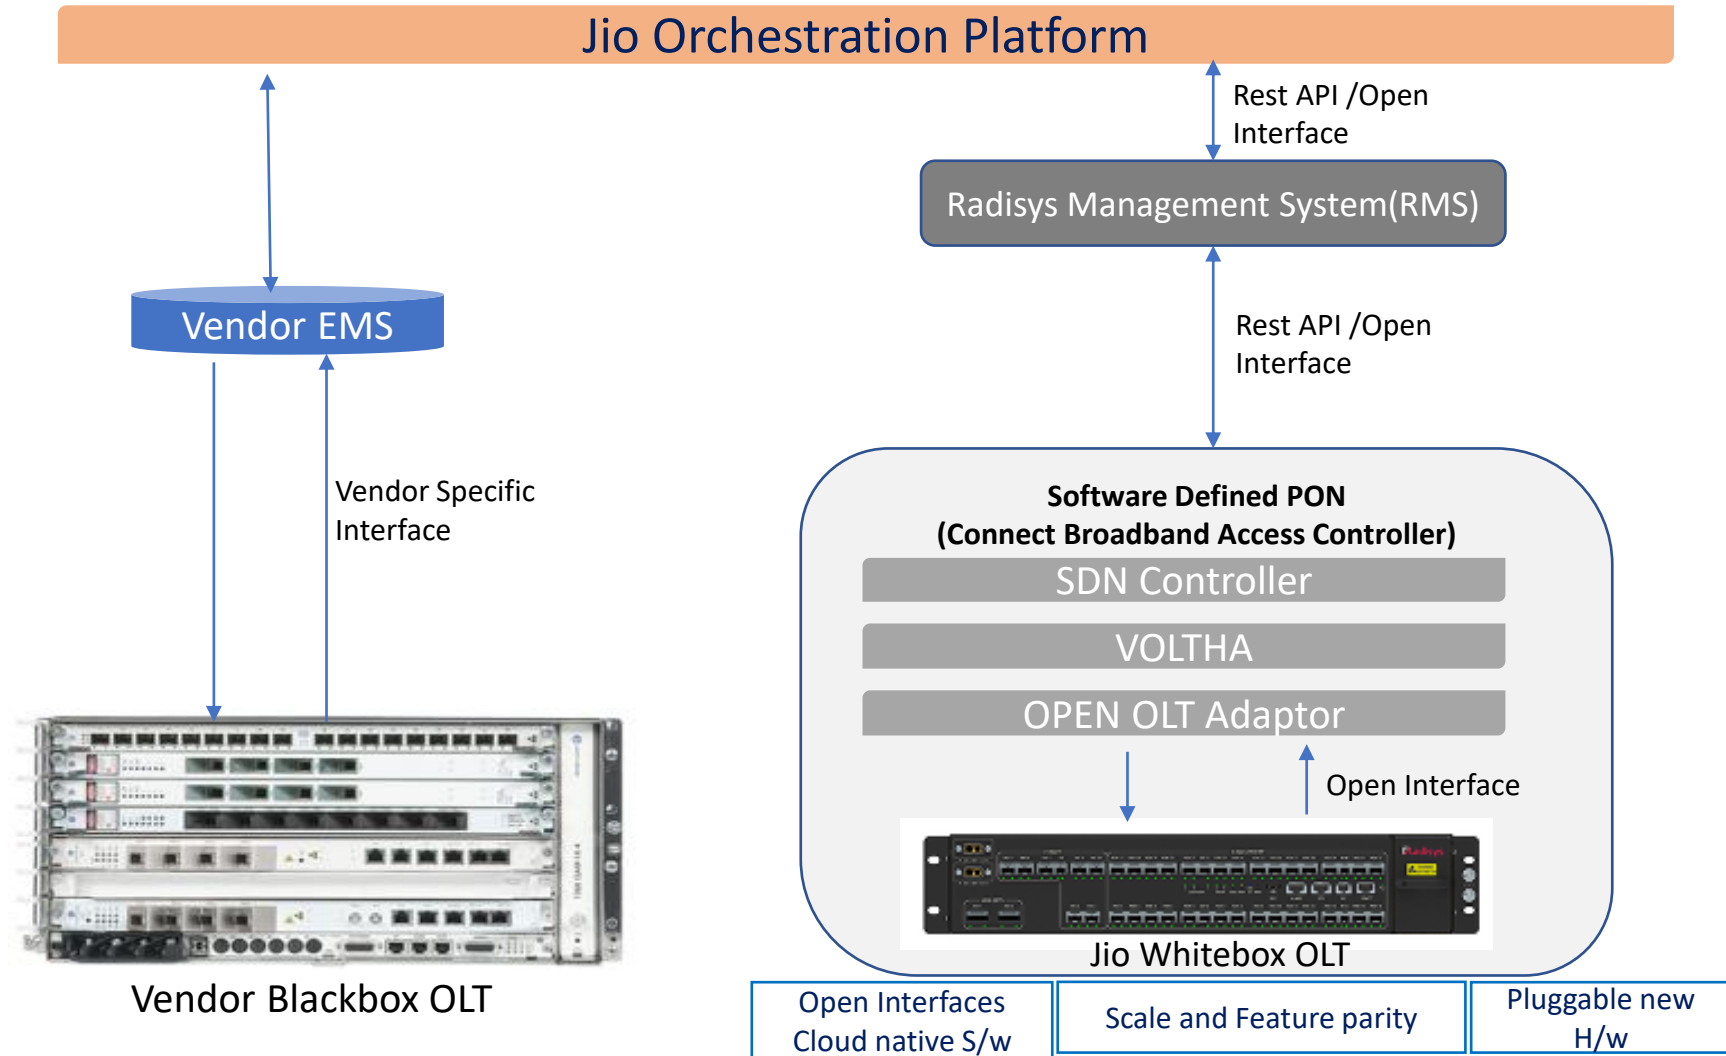 Jio Orchestration Platform
Rest API /Open
Interface
Radisys Management System(RMS)
Vendor EMS
Rest API /Open
Interface
Vendor Specific
Interface
Software Defined PON
(Connect Broadband Access Controller)
SDN Controller
VOLTHA
OPEN OLT Adaptor
Open Interface
Radisys
Jio Whitebox OLT
Vendor Blackbox OLT
Open Interfaces
Cloud native S/w
Scale and Feature parity
Pluggable new
H/w